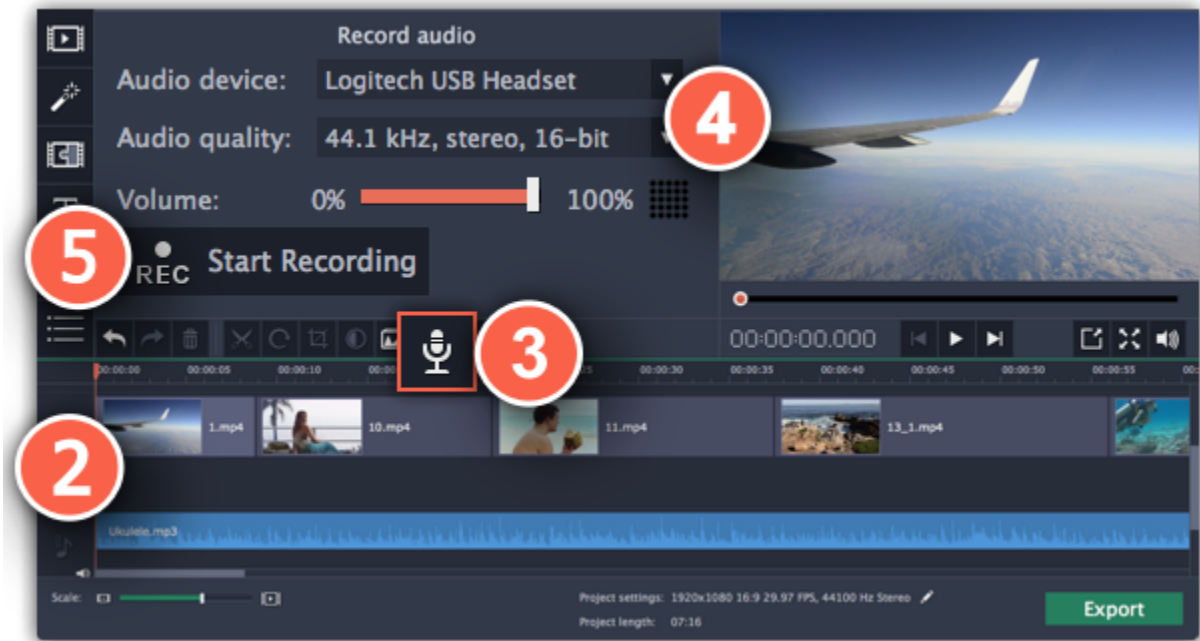 Record audio
Audio device: Logitech USB Headset
4
Audio quality: 44.1 kHz, stereo, 16-bit
Volume: 0% 100%
5
REC Start Recording
3
00:00:00.000
00:00:00 00:00:05 00:00:10 00:00:30 00:00:35 00:00:40 00:00:45 00:00:50 00:00:55
1.mp4 10.mp4 11.mp4 13_1.mp4
2
Ukulele.mp3
Scale:
Project settings: 1920x1080 16:9 29.97 FPS, 44100 Hz Stereo
Project length: 07:16
Export